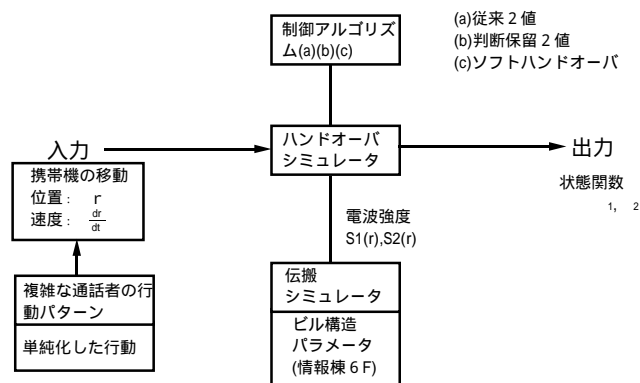 制御アルゴリズ
ム(a)(b)(c)
(a)従来２値
(b)判断保留２値
(c)ソフトハンドオーバ
入力
ハンドオーバ
シミュレータ
出力
携帯機の移動
位置： r
速度： dr/dt
状態関数
1, 2
電波強度
S1(r),S2(r)
複雑な通話者の行
動パターン
単純化した行動
伝搬
シミュレータ
ビル構造
パラメータ
(情報棟６F)